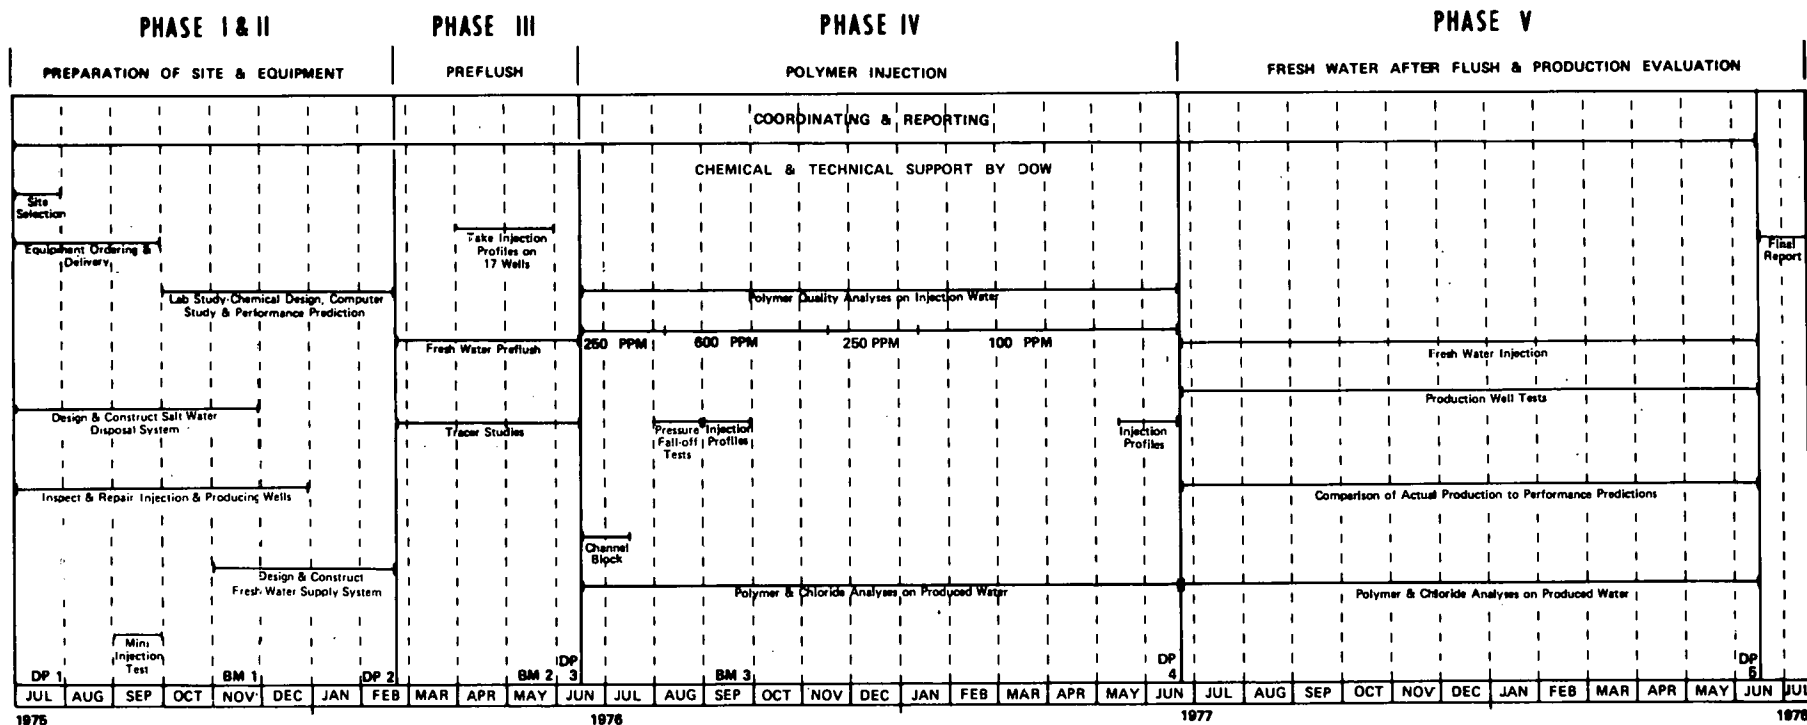 PHASE I & II
PHASE III
PHASE IV
PHASE V
PREPARATION OF SITE & EQUIPMENT
PREFLUSH
POLYMER INJECTION
FRESH WATER AFTER FLUSH & PRODUCTION EVALUATION
COORDINATING & REPORTING
CHEMICAL & TECHNICAL SUPPORT BY DOW
Site
Selection
Equipment Ordering &
Delivery
Take Injection
Profiles on
17 Wells
Final
Report
Lab Study-Chemical Design, Computer
Study & Performance Prediction
Polymer Quality Analyses on Injection Water
Fresh Water Preflush
250 PPM
600 PPM
250 PPM
100 PPM
Fresh Water Injection
Production Well Tests
Design & Construct Salt Water
Disposal System
Tracer Studies
Pressure
Fall-off
Tests
Injection
Profiles
Injection
Profiles
Inspect & Repair Injection & Producing Wells
Comparison of Actual Production to Performance Predictions
Channel
Block
Design & Construct
Fresh Water Supply System
Polymer & Chloride Analyses on Produced Water
Polymer & Chloride Analyses on Produced Water
Mini
Injection
Test
DP 1
BM 1
DP 2
BM 2
DP
3
BM 3
DP
4
DP
5
JUL AUG SEP OCT NOV DEC JAN FEB MAR APR MAY JUN JUL AUG SEP OCT NOV DEC JAN FEB MAR APR MAY JUN JUL AUG SEP OCT NOV DEC JAN FEB MAR APR MAY JUN JUL
1975
1976
1977
1978